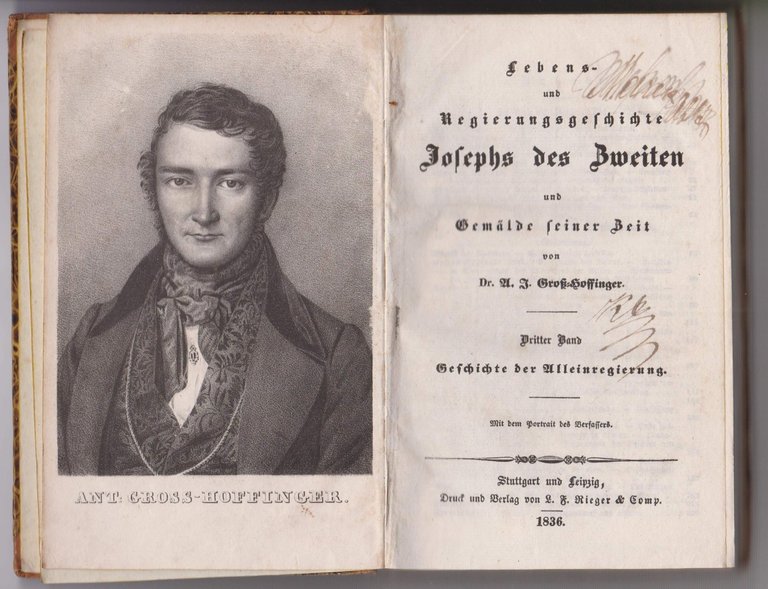 ANT: GROSS-HOFFINGER.
Lebens-
und
Regierungsgeſchichte
Joſephs des Zweiten
und
Gemälde ſeiner Zeit
von
Dr. A. J. Groß-Hoffinger.
Dritter Band
Geſchichte der Alleinregierung.
Mit dem Portrait des Verfaſſers.
Stuttgart und Leipzig,
Druck und Verlag von L. F. Rieger & Comp.
1836.